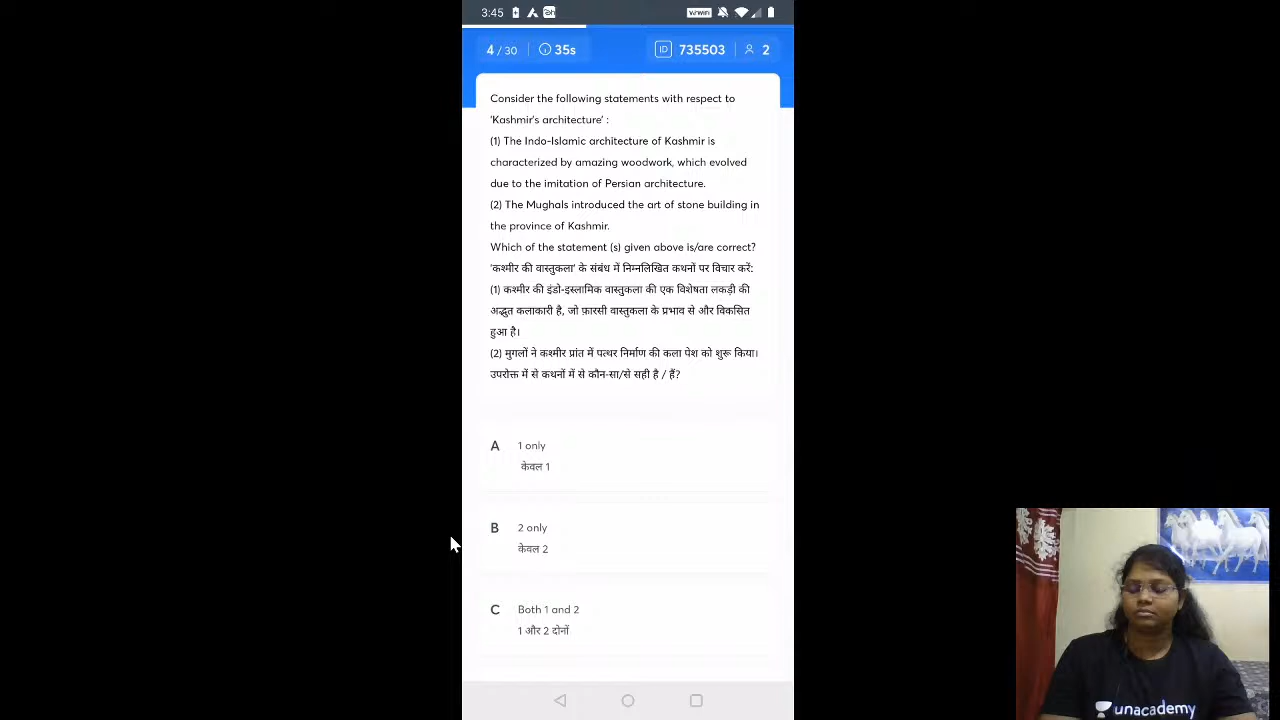 3:45
4 / 30
35s
ID 735503
2
Consider the following statements with respect to
'Kashmir's architecture' :
(1) The Indo-Islamic architecture of Kashmir is
characterized by amazing woodwork, which evolved
due to the imitation of Persian architecture.
(2) The Mughals introduced the art of stone building in
the province of Kashmir.
Which of the statement (s) given above is/are correct?
'कश्मीर की वास्तुकला' के संबंध में निम्नलिखित कथनों पर विचार करें:
(1) कश्मीर की इंडो-इस्लामिक वास्तुकला की एक विशेषता लकड़ी की
अद्भुत कलाकारी है, जो फ़ारसी वास्तुकला के प्रभाव से और विकसित
हुआ है।
(2) मुगलों ने कश्मीर प्रांत में पत्थर निर्माण की कला पेश को शुरू किया।
उपरोक्त में से कथनों में से कौन-सा/से सही है / हैं?
A 1 only
केवल 1
B 2 only
केवल 2
C Both 1 and 2
1 और 2 दोनों
unacademy